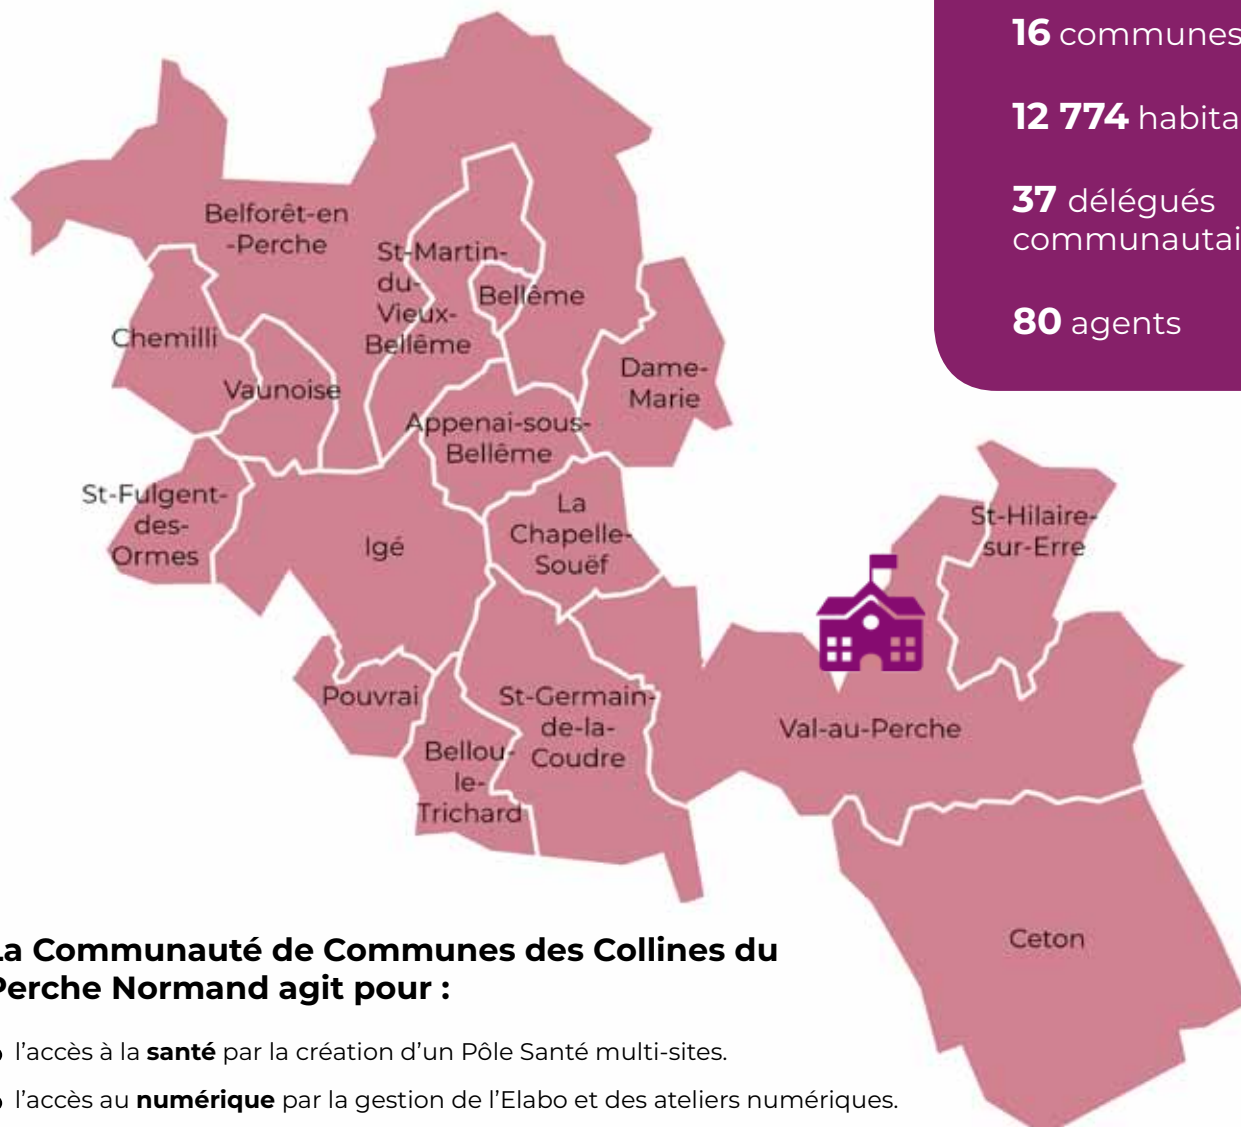 16 communes
12 774
37 délégués
80 agents
Belforêt-en
-Perche
St-Martin-
du-
Vieux-
Bellême
Bellême
Chemilli
Vaunoise
Dame-
Marie
Appenai-sous-
Bellême
St-Fulgent-
des-
Ormes
Igé
La
Chapelle-
Souëf
St-Hilaire-
sur-Erre
Pouvrai
St-Germain-
de-la-
Coudre
Val-au-Perche
Bellou-
le-
Trichard
Ceton
La Communauté de Communes des Collines du
Perche Normand agit pour :
l’accès à la santé par la création d’un Pôle Santé multi-sites.
l’accès au numérique par la gestion de l’Elabo et des ateliers numériques.